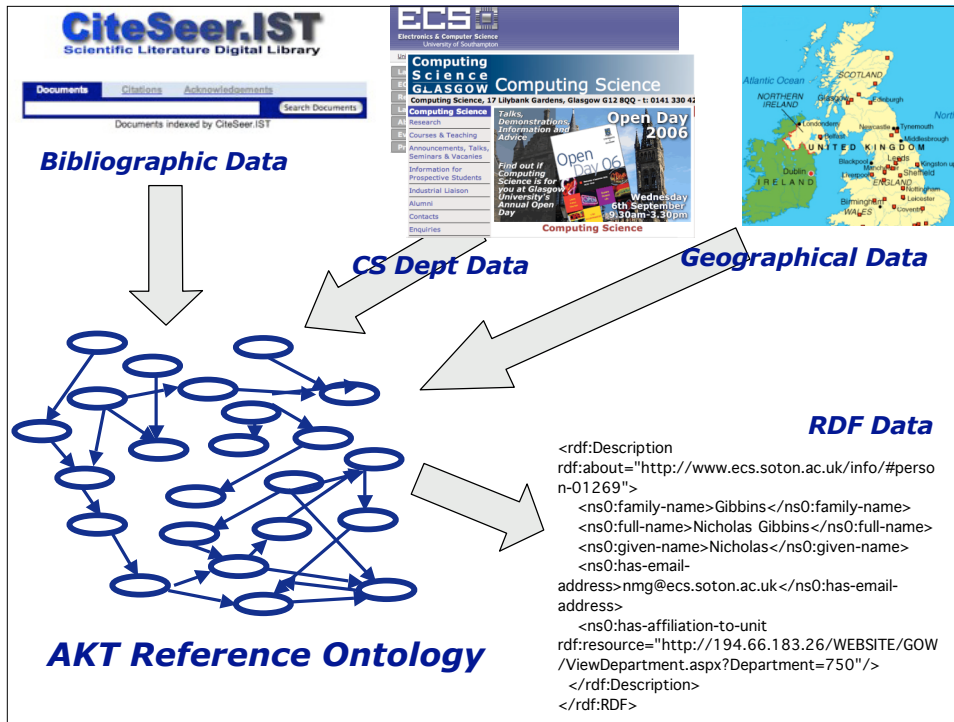 CiteSeer.IST
Scientific Literature Digital Library
Documents Citations Acknowledgements
Search Documents
Documents indexed by CiteSeer.IST
Bibliographic Data
ECS
Electronics & Computer Science
University of Southampton
Computing
Science
GLASGOW
Computing Science
Computing Science, 17 Lilybank Gardens, Glasgow G12 8QQ - t: 0141 330 42
Computing Science
Research
Courses & Teaching
Announcements, Talks,
Seminars & Vacanies
Information for
Prospective Students
Industrial Liaison
Alumni
Contacts
Enquiries
Talks,
Demonstrations,
Information and
Advice
Find out if
Computing
Science is for
you at Glasgow
University's
Annual Open
Day
Open Day
2006
Open
Day 06
Wednesday
6th September
9.30am-3.30pm
Computing Science
CS Dept Data
Atlantic Ocean
SCOTLAND
NORTHERN
IRELAND
Glasgow
Edinburgh
North
Londonderry
Belfast
Newcastle
Tynemouth
Middlesbrough
UNITED KINGDOM
Blackpool
Leeds
Kingston up
Manch
Sheffield
Liverpool
Dublin
IRELAND
ENGLAND
Nottingham
Leicester
Birmingham
WALES
Coventry
Geographical Data
AKT Reference Ontology
RDF Data
<rdf:Description
rdf:about="http://www.ecs.soton.ac.uk/info/#perso
n-01269">
<ns0:family-name>Gibbins</ns0:family-name>
<ns0:full-name>Nicholas Gibbins</ns0:full-name>
<ns0:given-name>Nicholas</ns0:given-name>
<ns0:has-email-
address>nmg@ecs.soton.ac.uk</ns0:has-email-
address>
<ns0:has-affiliation-to-unit
rdf:resource="http://194.66.183.26/WEBSITE/GOW
/ViewDepartment.aspx?Department=750"/>
</rdf:Description>
</rdf:RDF>